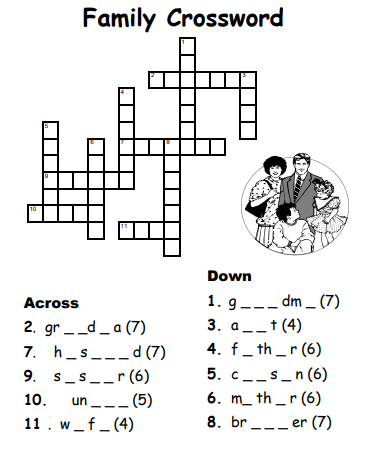 Family Crossword
1
2
3
4
5
6
7
8
9
10
11
Across
2. gr _ _ d _ a (7)
7. h _ s _ _ _ d (7)
9. s _ s _ _ r (6)
10. un _ _ _ (5)
11 . w _ f _ (4)
Down
1. g _ _ _ dm _ (7)
3. a _ _ t (4)
4. f _ th _ r (6)
5. c _ _ s _ n (6)
6. m_ th _ r (6)
8. br _ _ _ er (7)